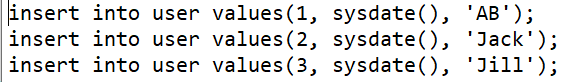 insert into user values(1, sysdate(), 'AB');
insert into user values(2, sysdate(), 'Jack');
insert into user values(3, sysdate(), 'Jill');